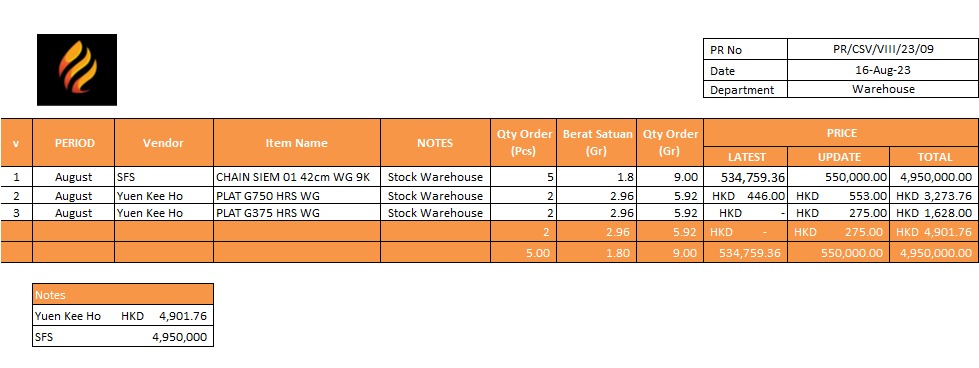 PR No PR/CSV/VIII/23/09
Date 16-Aug-23
Department Warehouse
v PERIOD Vendor Item Name NOTES Qty Order (Pcs) Berat Satuan (Gr) Qty Order (Gr) PRICE
LATEST UPDATE TOTAL
1 August SFS CHAIN SIEM 01 42cm WG 9K Stock Warehouse 5 1.8 9.00 534,759.36 550,000.00 4,950,000.00
2 August Yuen Kee Ho PLAT G750 HRS WG Stock Warehouse 2 2.96 5.92 HKD 446.00 HKD 553.00 HKD 3,273.76
3 August Yuen Kee Ho PLAT G375 HRS WG Stock Warehouse 2 2.96 5.92 HKD - HKD 275.00 HKD 1,628.00
2 2.96 5.92 HKD - HKD 275.00 HKD 4,901.76
5.00 1.80 9.00 534,759.36 550,000.00 4,950,000.00
Notes
Yuen Kee Ho HKD 4,901.76
SFS 4,950,000